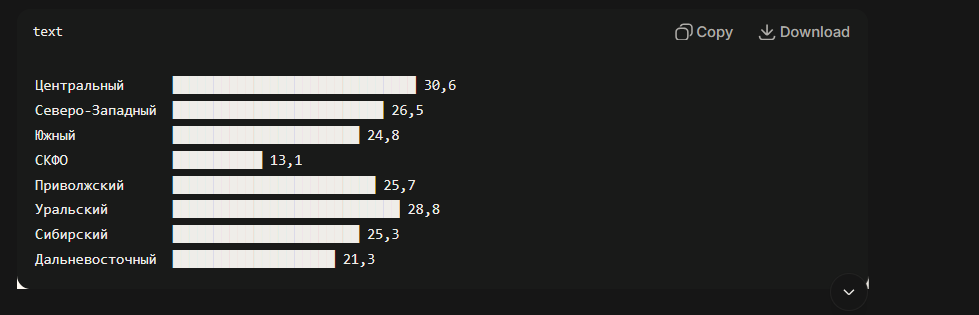 text Copy Download
Центральный 30,6
Северо-Западный 26,5
Южный 24,8
СКФО 13,1
Приволжский 25,7
Уральский 28,8
Сибирский 25,3
Дальневосточный 21,3